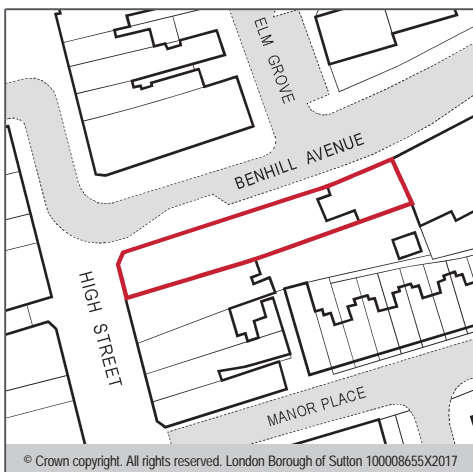 ELM GROVE
BENHILL AVENUE
HIGH STREET
MANOR PLACE
© Crown copyright. All rights reserved. London Borough of Sutton 100008655X2017